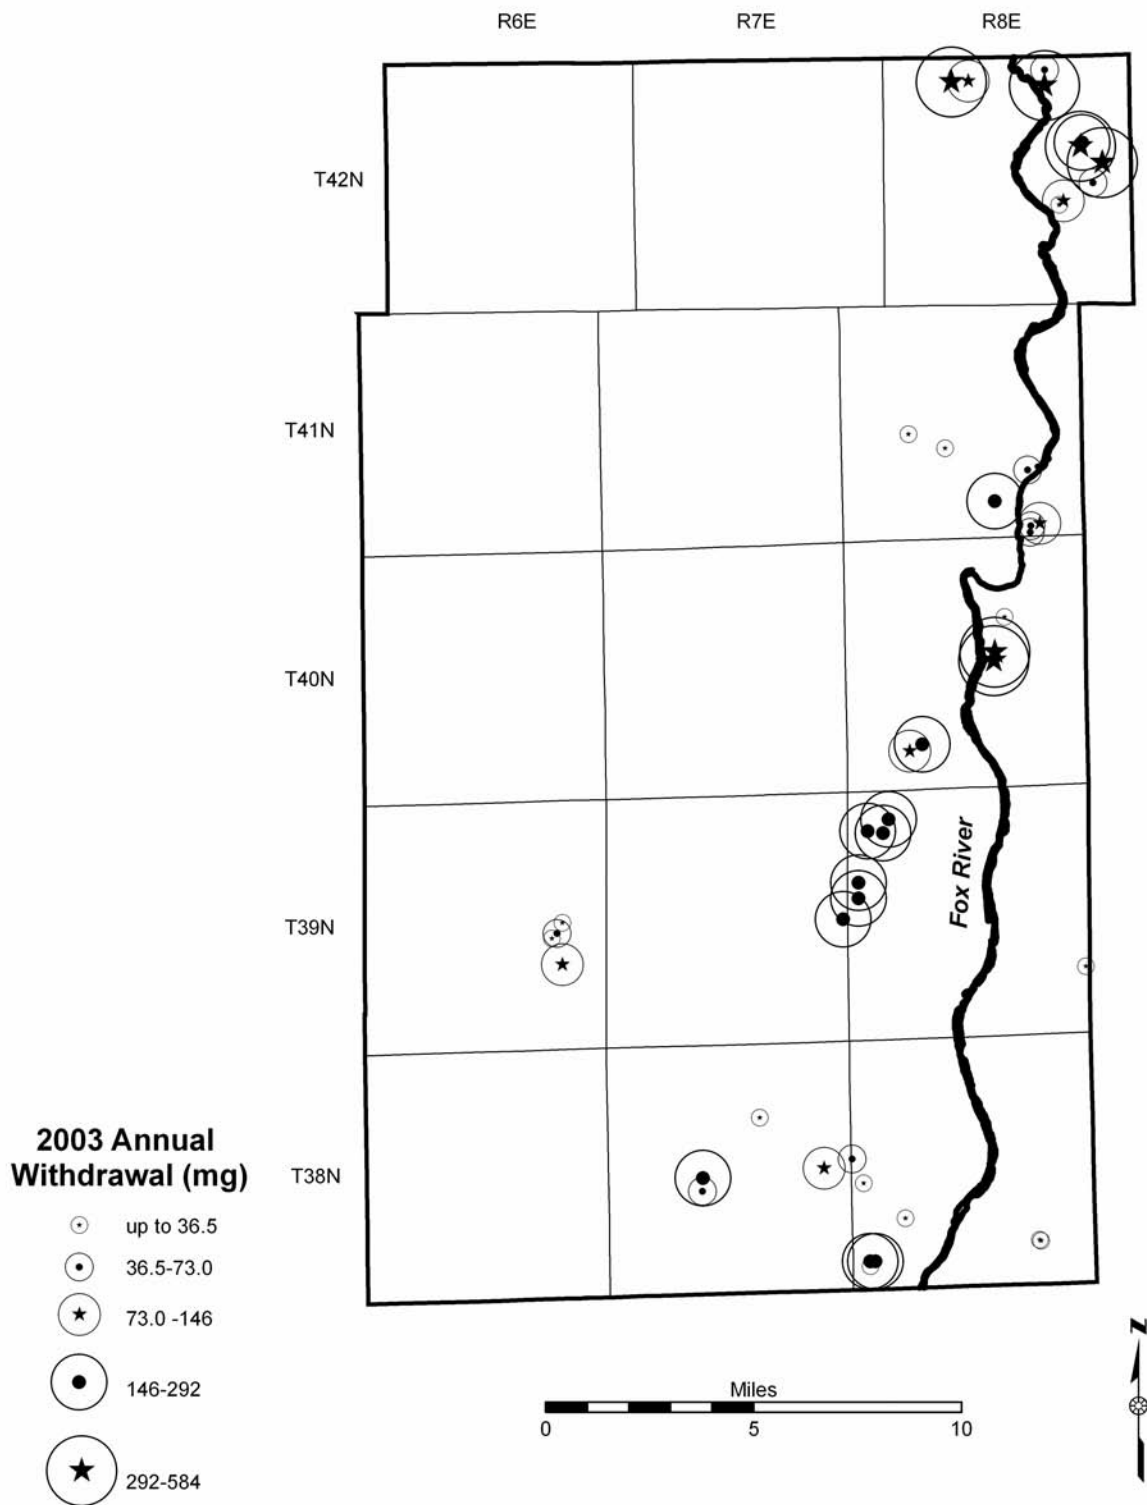 R6E R7E R8E
T42N
T41N
T40N
Fox River
T39N
2003 Annual
Withdrawal (mg)
T38N
up to 36.5
36.5-73.0
73.0 -146
146-292
292-584
Miles
0 5 10
N